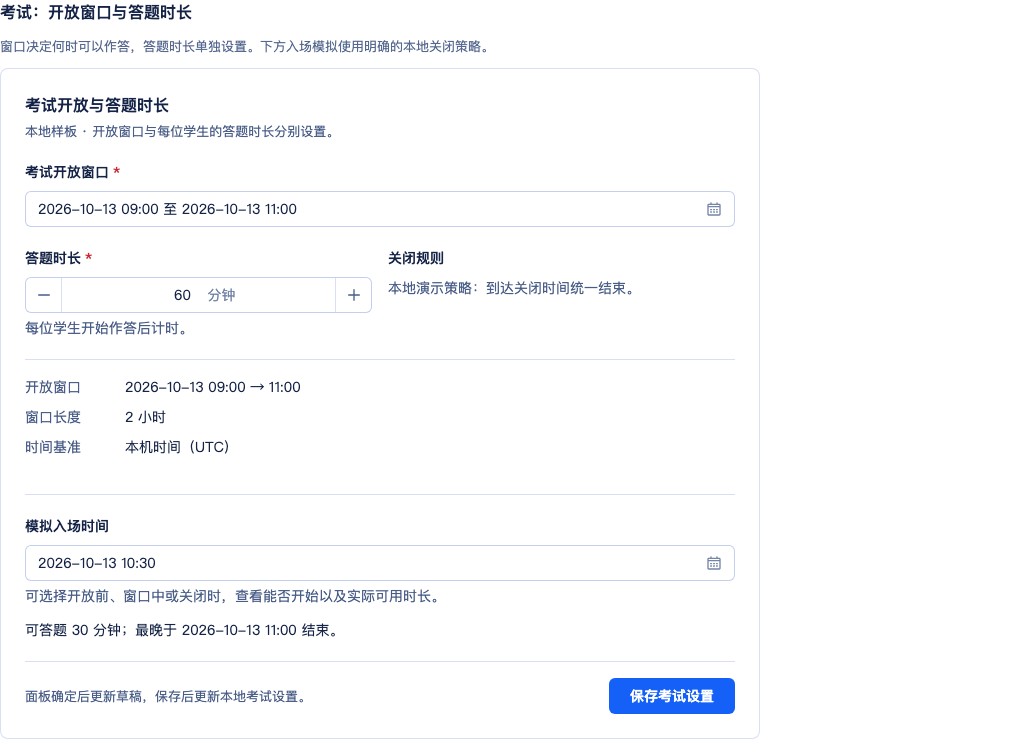 考试：开放窗口与答题时长
窗口决定何时可以作答，答题时长单独设置。下方入场模拟使用明确的本地关闭策略。
考试开放与答题时长
本地样板 · 开放窗口与每位学生的答题时长分别设置。
考试开放窗口 *
2026-10-13 09:00 至 2026-10-13 11:00
答题时长 *
60 分钟
每位学生开始作答后计时。
关闭规则
本地演示策略：到达关闭时间统一结束。
开放窗口 2026-10-13 09:00 → 11:00
窗口长度 2 小时
时间基准 本机时间（UTC）
模拟入场时间
2026-10-13 10:30
可选择开放前、窗口中或关闭时，查看能否开始以及实际可用时长。
可答题 30 分钟；最晚于 2026-10-13 11:00 结束。
面板确定后更新草稿，保存后更新本地考试设置。
保存考试设置